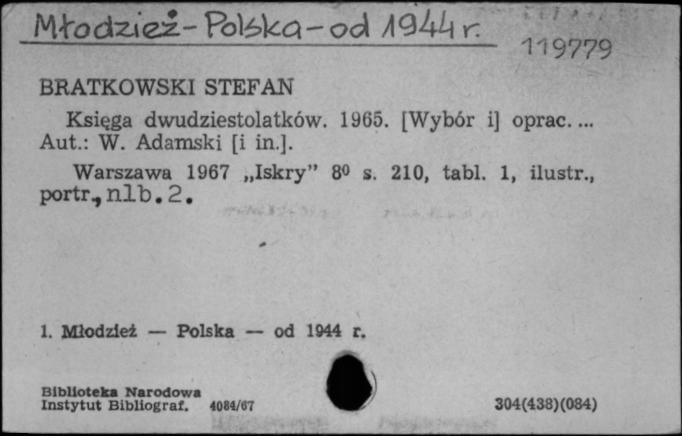 Młodzież-Polska-od 1944 r.
119779
BRATKOWSKI STEFAN
Księga dwudziestolatków. 1965. [Wybór i] oprac. ...
Aut.: W. Adamski [i in.].
Warszawa 1967 „Iskry” 8⁰ s. 210, tabl. 1, ilustr.,
portr., nlb. 2.
1. Młodzież — Polska — od 1944 r.
Biblioteka Narodowa
Instytut Bibliograf. 4084/67
304(438)(084)